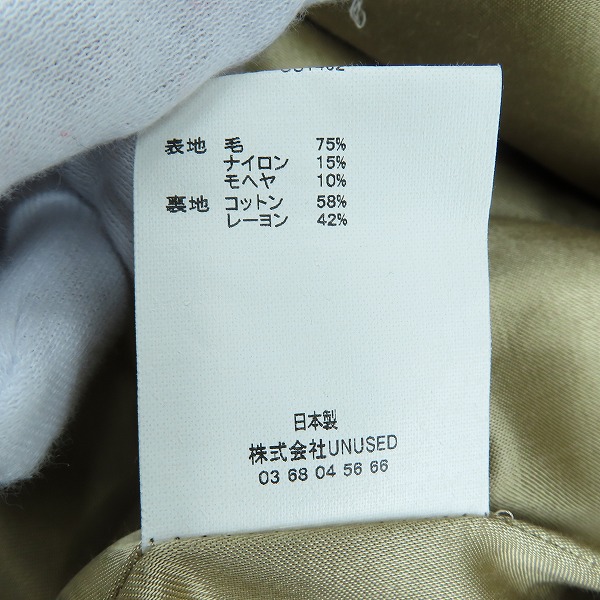 表地 毛 75%
ナイロン 15%
モヘヤ 10%
裏地 コットン 58%
レーヨン 42%
日本製
株式会社UNUSED
03 68 04 56 66